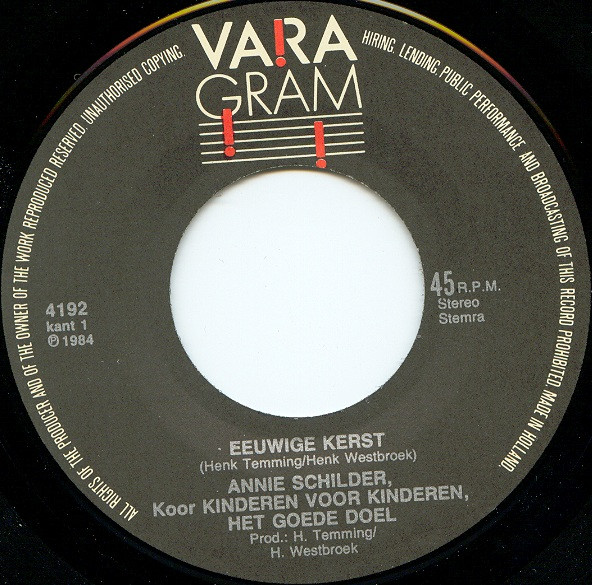 VARA
GRAM
ALL RIGHTS OF THE PRODUCER AND OF THE OWNER OF THE WORK REPRODUCED RESERVED. UNAUTHORISED COPYING. HIRING. LENDING. PUBLIC PERFORMANCE AND BROADCASTING OF THIS RECORD PROHIBITED. MADE IN HOLLAND.
4192
kant 1
℗ 1984
45 R.P.M.
Stereo
Stemra
EEUWIGE KERST
(Henk Temming/Henk Westbroek)
ANNIE SCHILDER,
Koor KINDEREN VOOR KINDEREN,
HET GOEDE DOEL
Prod.: H. Temming/
H. Westbroek